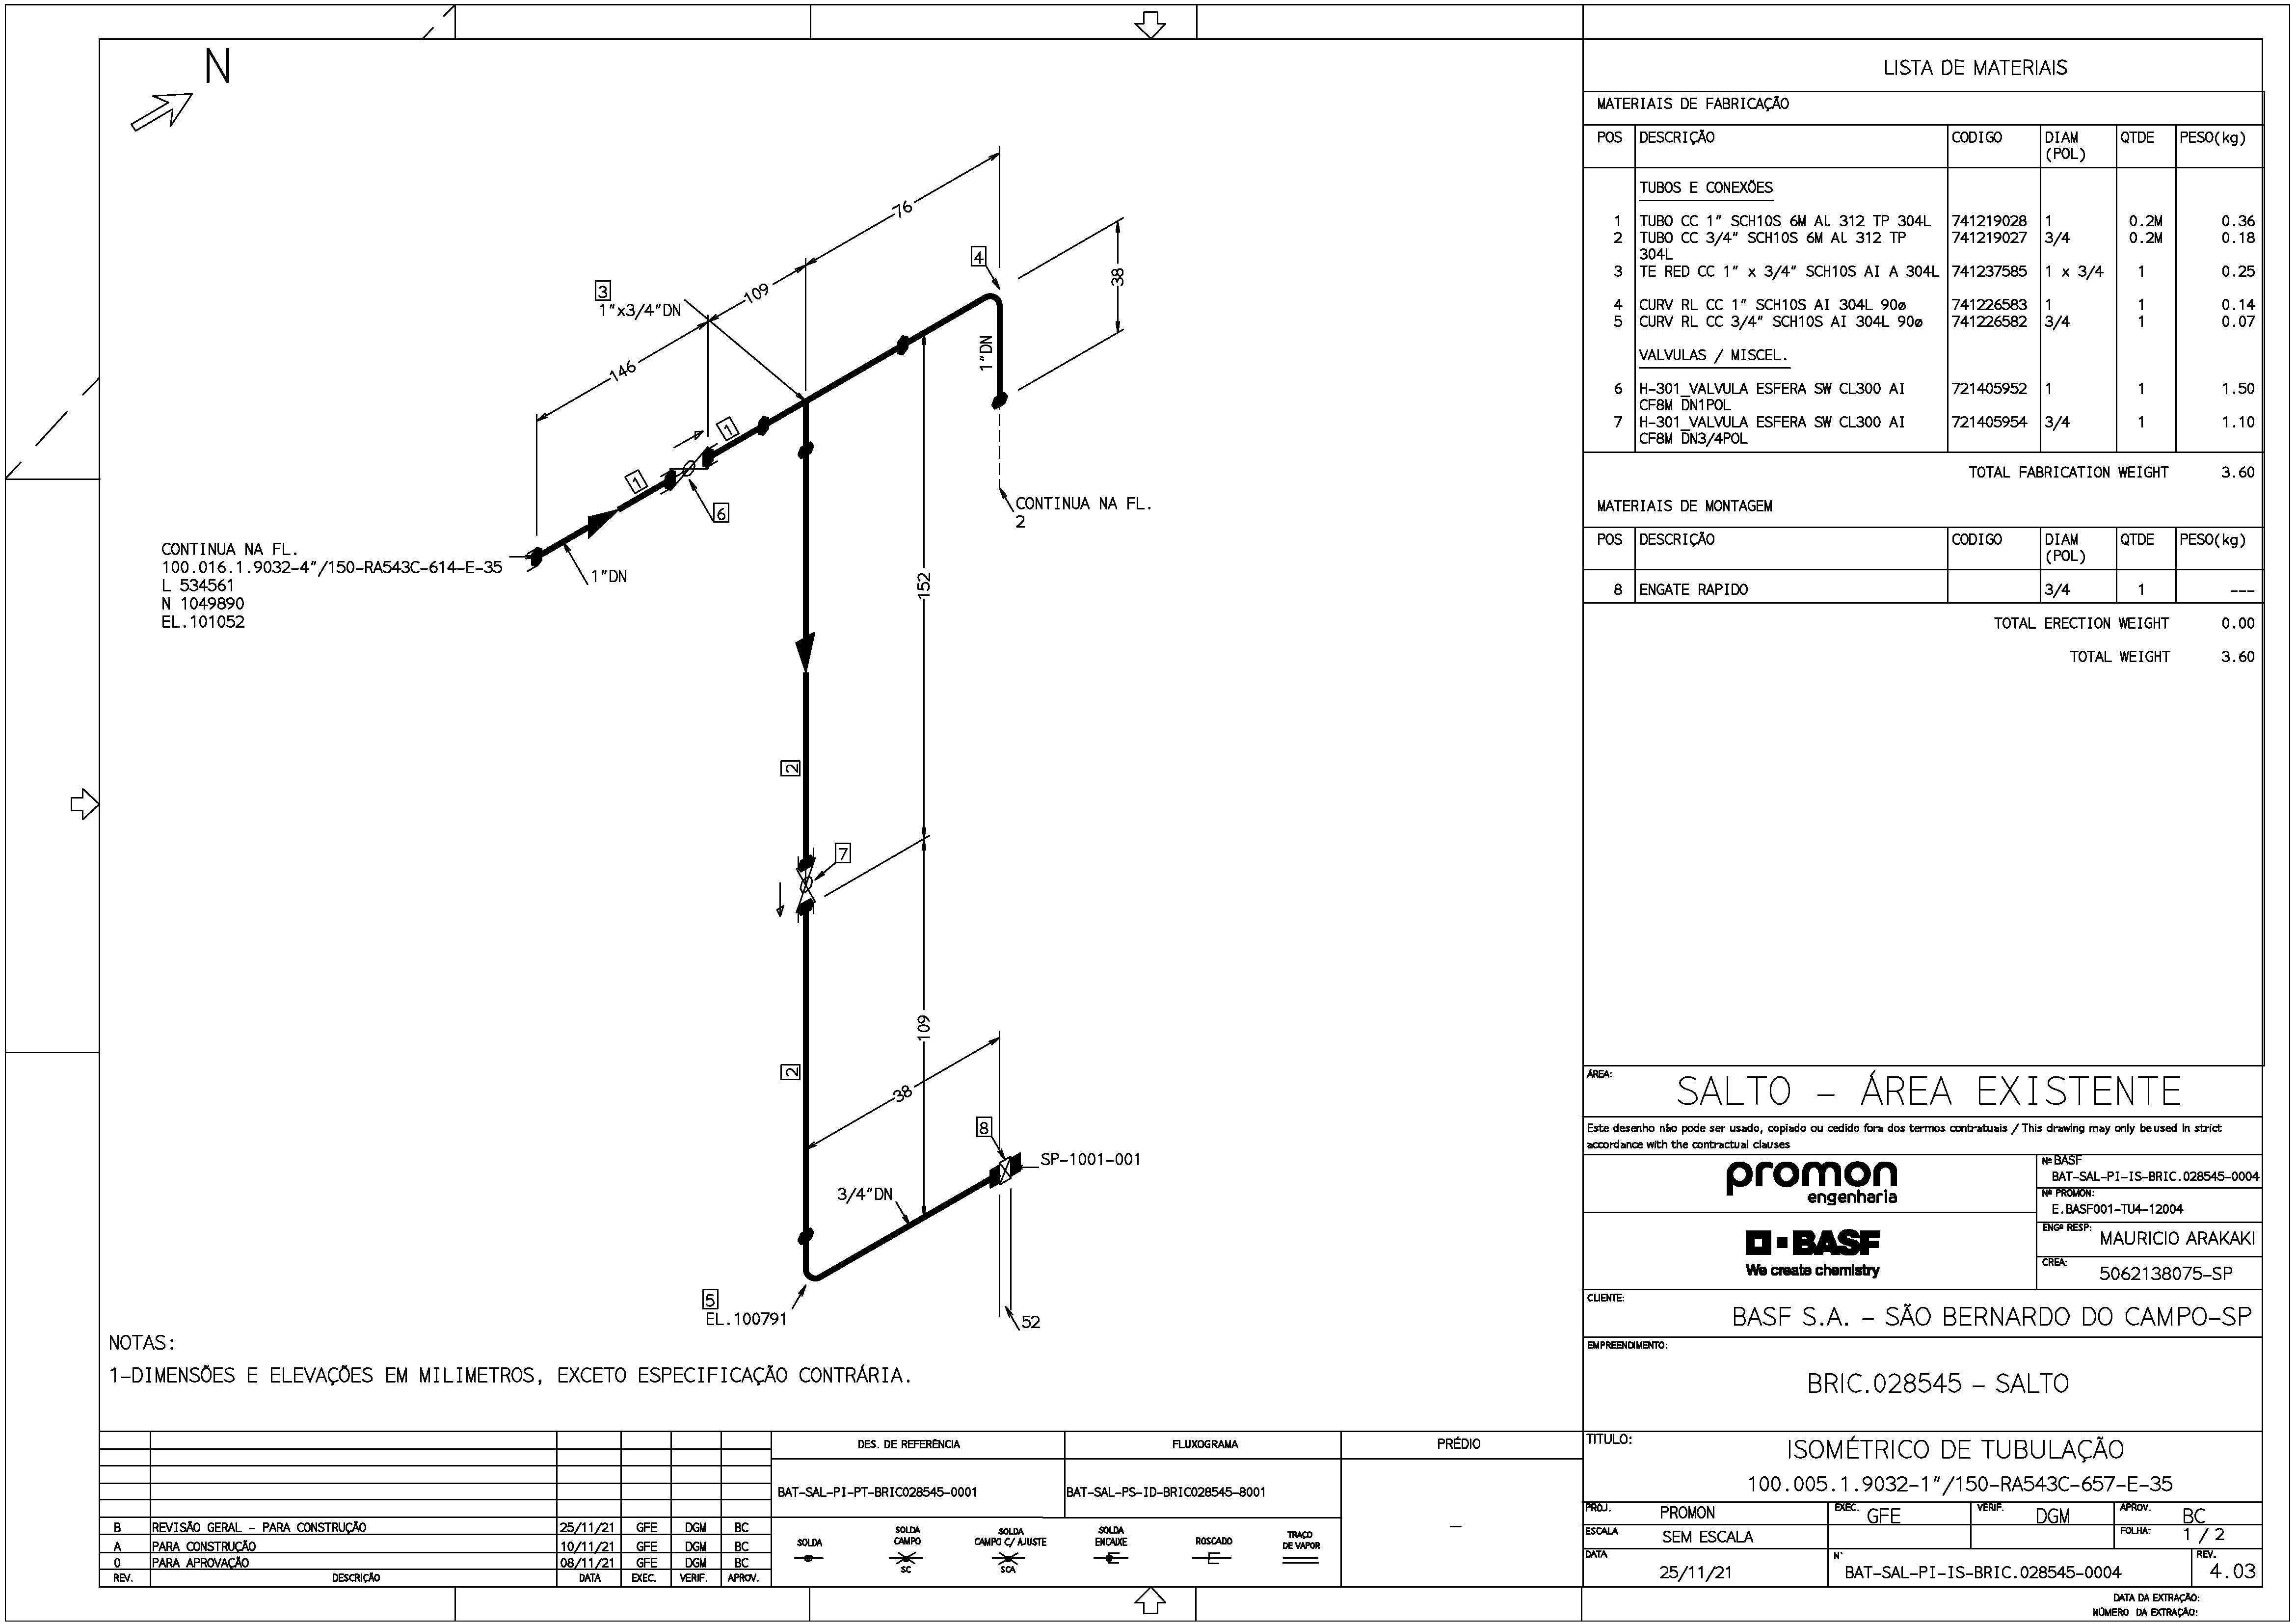 N
76
109
146
38
3
1"x3/4"DN
4
1"DN
1
1
6
CONTINUA NA FL.
2
CONTINUA NA FL.
100.016.1.9032-4"/150-RA543C-614-E-35
L 534561
N 1049890
EL.101052
1"DN
152
2
7
109
2
38
8
SP-1001-001
3/4"DN
5
EL.100791
52
NOTAS:
1-DIMENSÕES E ELEVAÇÕES EM MILIMETROS, EXCETO ESPECIFICAÇÃO CONTRÁRIA.
LISTA DE MATERIAIS
MATERIAIS DE FABRICAÇÃO
POS DESCRIÇÃO CODIGO DIAM (POL) QTDE PESO(kg)
TUBOS E CONEXÕES
1 TUBO CC 1" SCH10S 6M AL 312 TP 304L 741219028 1 0.2M 0.36
2 TUBO CC 3/4" SCH10S 6M AL 312 TP 741219027 3/4 0.2M 0.18
304L
3 TE RED CC 1" x 3/4" SCH10S AI A 304L 741237585 1 x 3/4 1 0.25
4 CURV RL CC 1" SCH10S AI 304L 90ø 741226583 1 1 0.14
5 CURV RL CC 3/4" SCH10S AI 304L 90ø 741226582 3/4 1 0.07
VALVULAS / MISCEL.
6 H-301_VALVULA ESFERA SW CL300 AI 721405952 1 1 1.50
CF8M DN1POL
7 H-301_VALVULA ESFERA SW CL300 AI 721405954 3/4 1 1.10
CF8M DN3/4POL
TOTAL FABRICATION WEIGHT 3.60
MATERIAIS DE MONTAGEM
POS DESCRIÇÃO CODIGO DIAM (POL) QTDE PESO(kg)
8 ENGATE RAPIDO 3/4 1 ---
TOTAL ERECTION WEIGHT 0.00
TOTAL WEIGHT 3.60
ÁREA:
SALTO - ÁREA EXISTENTE
Este desenho não pode ser usado, copiado ou cedido fora dos termos contratuais / This drawing may only be used in strict
accordance with the contractual clauses
promon
engenharia
Nº BASF
BAT-SAL-PI-IS-BRIC.028545-0004
Nº PROMON:
E.BASF001-TU4-12004
BASF
We create chemistry
ENGº RESP:
MAURICIO ARAKAKI
CREA:
5062138075-SP
CLIENTE:
BASF S.A. - SÃO BERNARDO DO CAMPO-SP
EMPREENDIMENTO:
BRIC.028545 - SALTO
TITULO:
ISOMÉTRICO DE TUBULAÇÃO
100.005.1.9032-1"/150-RA543C-657-E-35
PROJ. PROMON EXEC. GFE VERIF. DGM APROV. BC
ESCALA SEM ESCALA FOLHA: 1 / 2
DATA 25/11/21 N° BAT-SAL-PI-IS-BRIC.028545-0004 REV. 4.03
DATA DA EXTRAÇÃO:
NÚMERO DA EXTRAÇÃO:
B REVISÃO GERAL - PARA CONSTRUÇÃO 25/11/21 GFE DGM BC
A PARA CONSTRUÇÃO 10/11/21 GFE DGM BC
0 PARA APROVAÇÃO 08/11/21 GFE DGM BC
REV. DESCRIÇÃO DATA EXEC. VERIF. APROV.
DES. DE REFERÊNCIA FLUXOGRAMA PRÉDIO
BAT-SAL-PI-PT-BRIC028545-0001 BAT-SAL-PS-ID-BRIC028545-8001
-
SOLDA
SOLDA CAMPO
SC
SOLDA CAMPO C/ AJUSTE
SCA
SOLDA ENCAIXE
ROSCADO
TRAÇO DE VAPOR